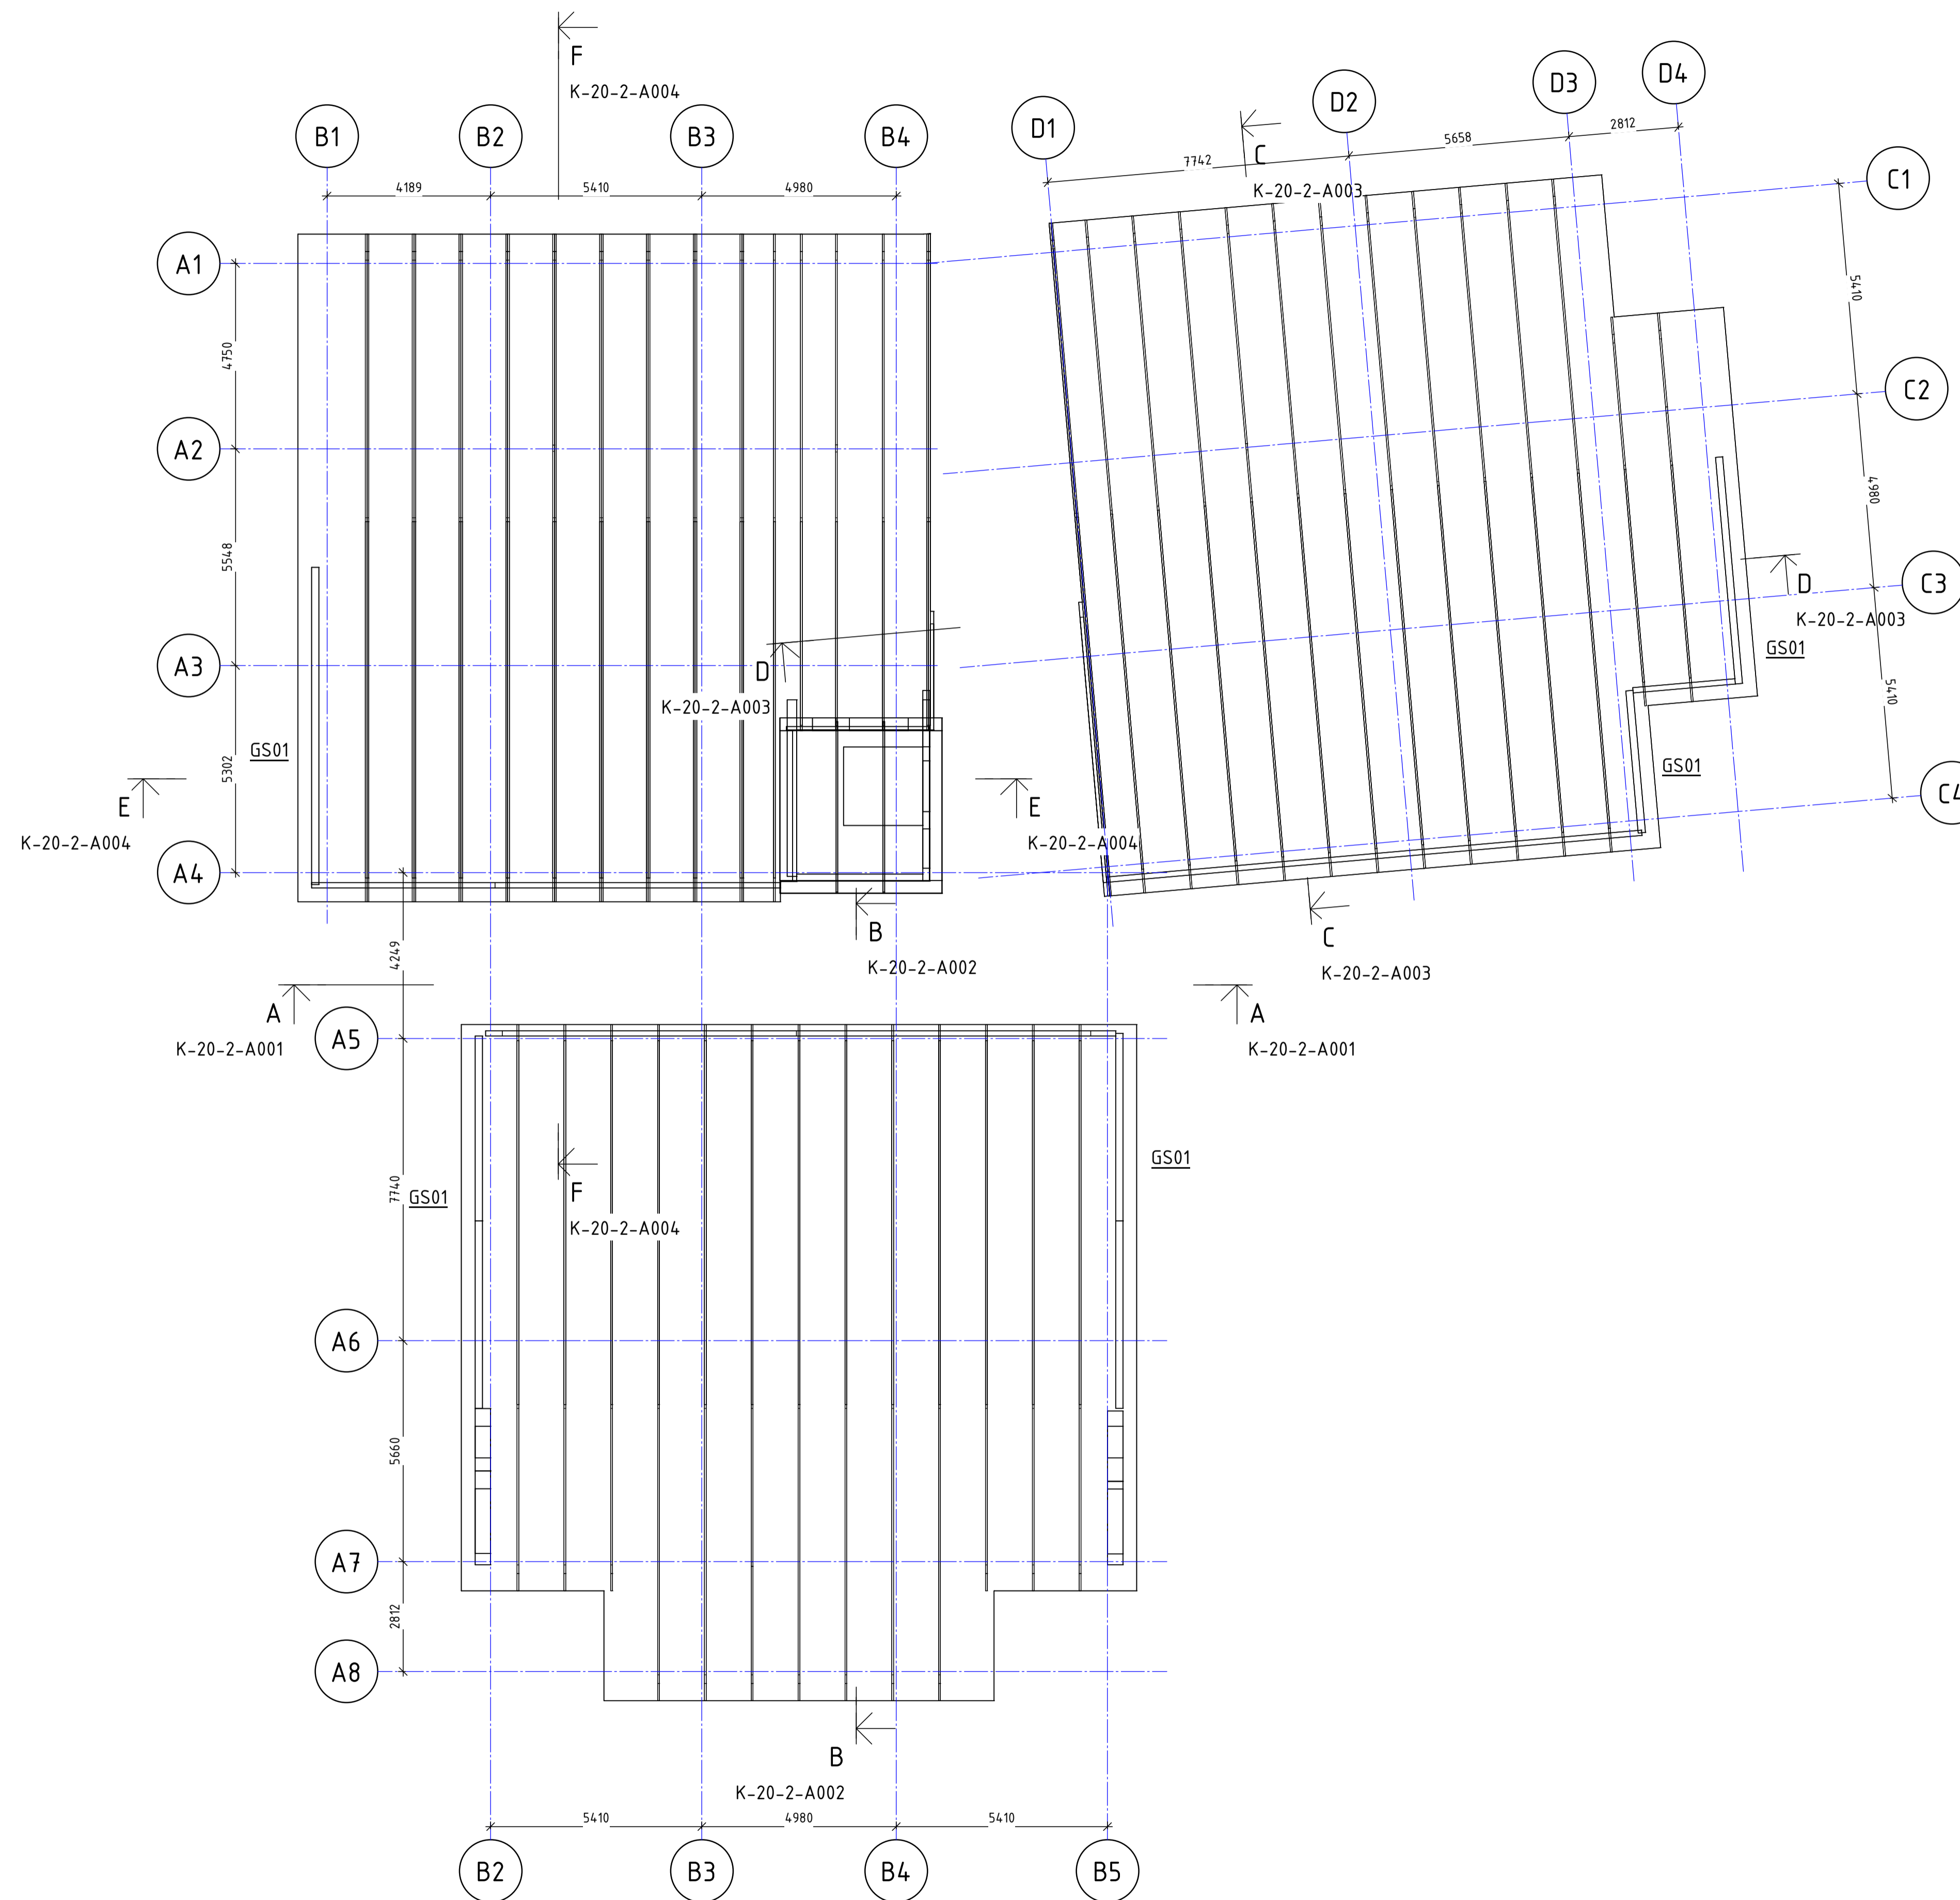 F
K-20-2-A004
B1
B2
B3
B4
D1
D2
D3
D4
4189
5410
4980
7742
5658
2812
C
K-20-2-A003
C1
C2
C3
C4
5410
4980
5410
A1
A2
A3
A4
4750
5548
5302
GS01
E
K-20-2-A004
D
K-20-2-A003
E
K-20-2-A004
D
K-20-2-A003
GS01
GS01
B
K-20-2-A002
C
K-20-2-A003
4249
A
K-20-2-A001
A
K-20-2-A001
A5
A6
A7
A8
7740
5660
2812
GS01
F
K-20-2-A004
GS01
B
K-20-2-A002
5410
4980
5410
B2
B3
B4
B5